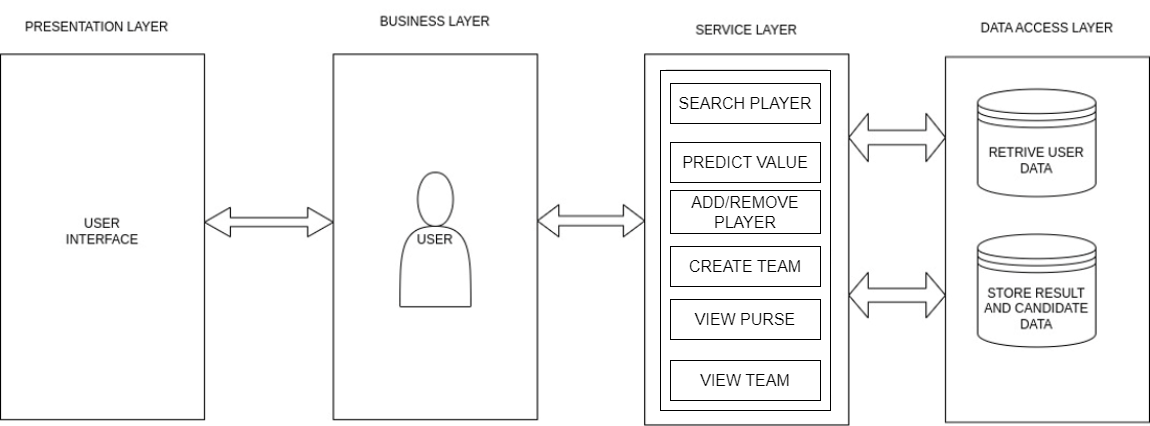 PRESENTATION LAYER
BUSINESS LAYER
SERVICE LAYER
DATA ACCESS LAYER
USER
INTERFACE
USER
SEARCH PLAYER
PREDICT VALUE
ADD/REMOVE
PLAYER
CREATE TEAM
VIEW PURSE
VIEW TEAM
RETRIVE USER
DATA
STORE RESULT
AND CANDIDATE
DATA